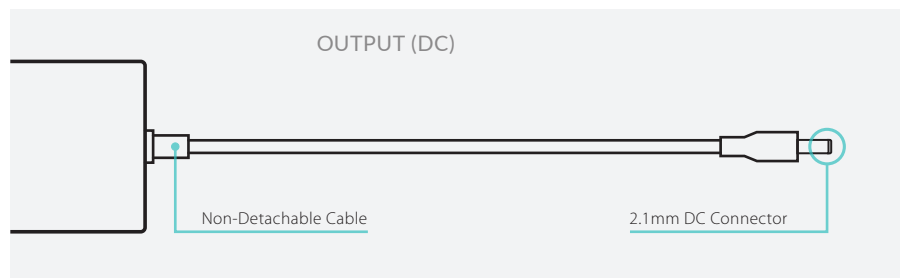 OUTPUT (DC)
Non-Detachable Cable
2.1mm DC Connector